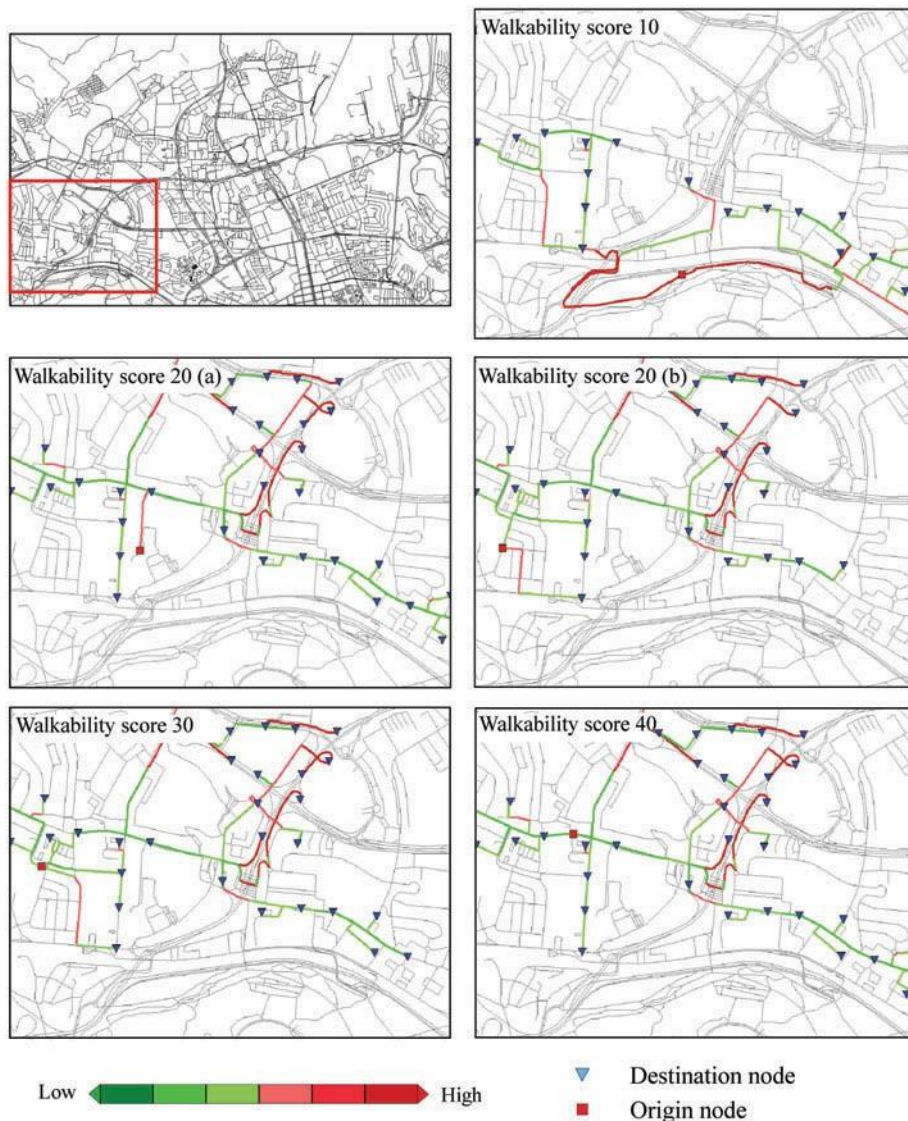 Walkability score 10
Walkability score 20 (a)
Walkability score 20 (b)
Walkability score 30
Walkability score 40
Low
High
Destination node
Origin node